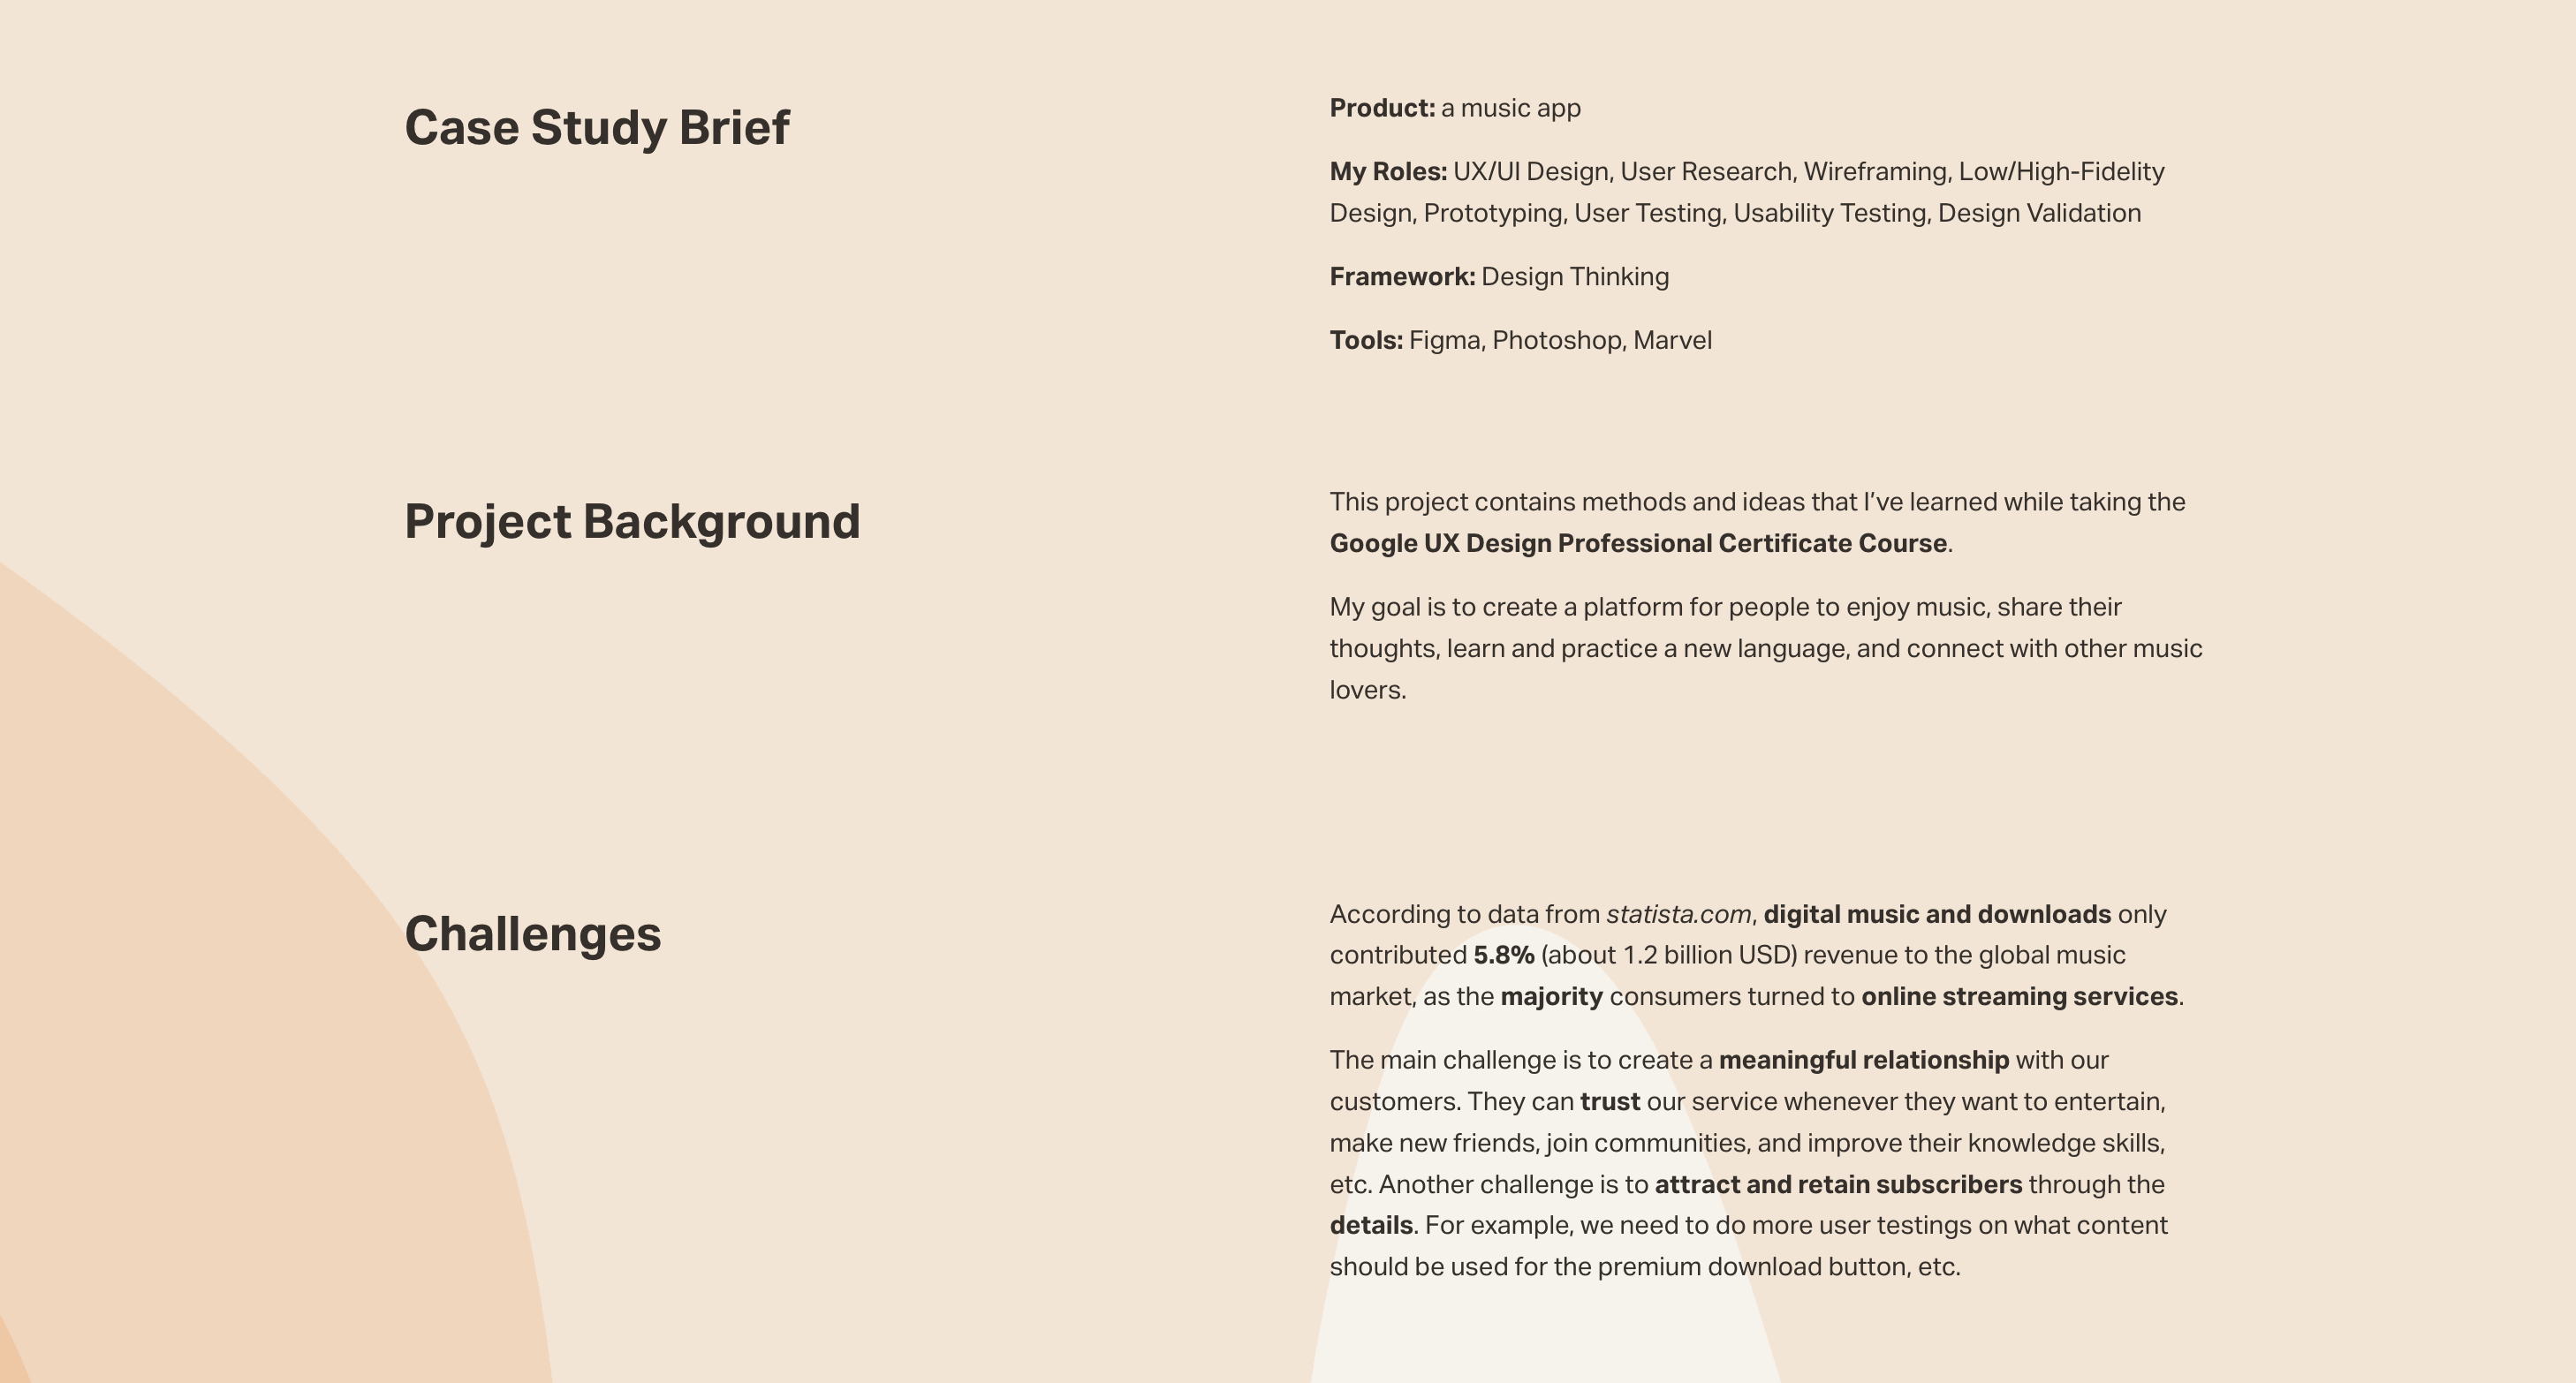 Case Study Brief
Product: a music app
My Roles: UX/UI Design, User Research, Wireframing, Low/High-Fidelity
Design, Prototyping, User Testing, Usability Testing, Design Validation
Framework: Design Thinking
Tools: Figma, Photoshop, Marvel
Project Background
This project contains methods and ideas that I’ve learned while taking the
Google UX Design Professional Certificate Course.
My goal is to create a platform for people to enjoy music, share their
thoughts, learn and practice a new language, and connect with other music
lovers.
Challenges
According to data from statista.com, digital music and downloads only
contributed 5.8% (about 1.2 billion USD) revenue to the global music
market, as the majority consumers turned to online streaming services.
The main challenge is to create a meaningful relationship with our
customers. They can trust our service whenever they want to entertain,
make new friends, join communities, and improve their knowledge skills,
etc. Another challenge is to attract and retain subscribers through the
details. For example, we need to do more user testings on what content
should be used for the premium download button, etc.